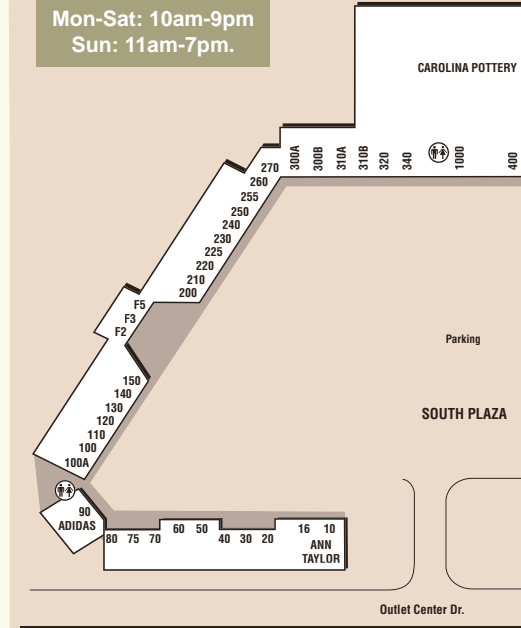 Mon-Sat: 10am-9pm
Sun: 11am-7pm.
CAROLINA POTTERY
300A
300B
310A
310B
320
340
1000
400
270
260
255
250
240
230
225
220
210
200
F5
F3
F2
Parking
150
140
130
120
110
100
100A
SOUTH PLAZA
90
ADIDAS
80 75 70 60 50 40 30 20 16 10
ANN
TAYLOR
Outlet Center Dr.